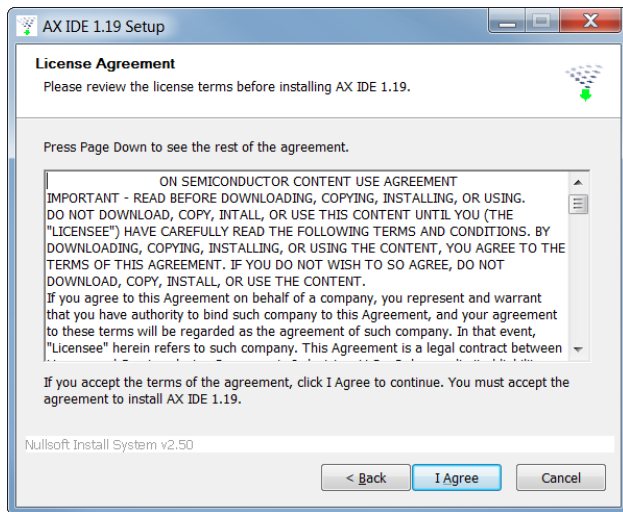 AX IDE 1.19 Setup
License Agreement
Please review the license terms before installing AX IDE 1.19.
Press Page Down to see the rest of the agreement.
ON SEMICONDUCTOR CONTENT USE AGREEMENT
IMPORTANT - READ BEFORE DOWNLOADING, COPYING, INSTALLING, OR USING.
DO NOT DOWNLOAD, COPY, INTALL, OR USE THIS CONTENT UNTIL YOU (THE
"LICENSEE") HAVE CAREFULLY READ THE FOLLOWING TERMS AND CONDITIONS. BY
DOWNLOADING, COPYING, INSTALLING, OR USING THE CONTENT, YOU AGREE TO THE
TERMS OF THIS AGREEMENT. IF YOU DO NOT WISH TO SO AGREE, DO NOT
DOWNLOAD, COPY, INSTALL, OR USE THE CONTENT.
If you agree to this Agreement on behalf of a company, you represent and warrant
that you have authority to bind such company to this Agreement, and your agreement
to these terms will be regarded as the agreement of such company. In that event,
"Licensee" herein refers to such company. This Agreement is a legal contract between
If you accept the terms of the agreement, click I Agree to continue. You must accept the
agreement to install AX IDE 1.19.
Nullsoft Install System v2.50
< Back
I Agree
Cancel